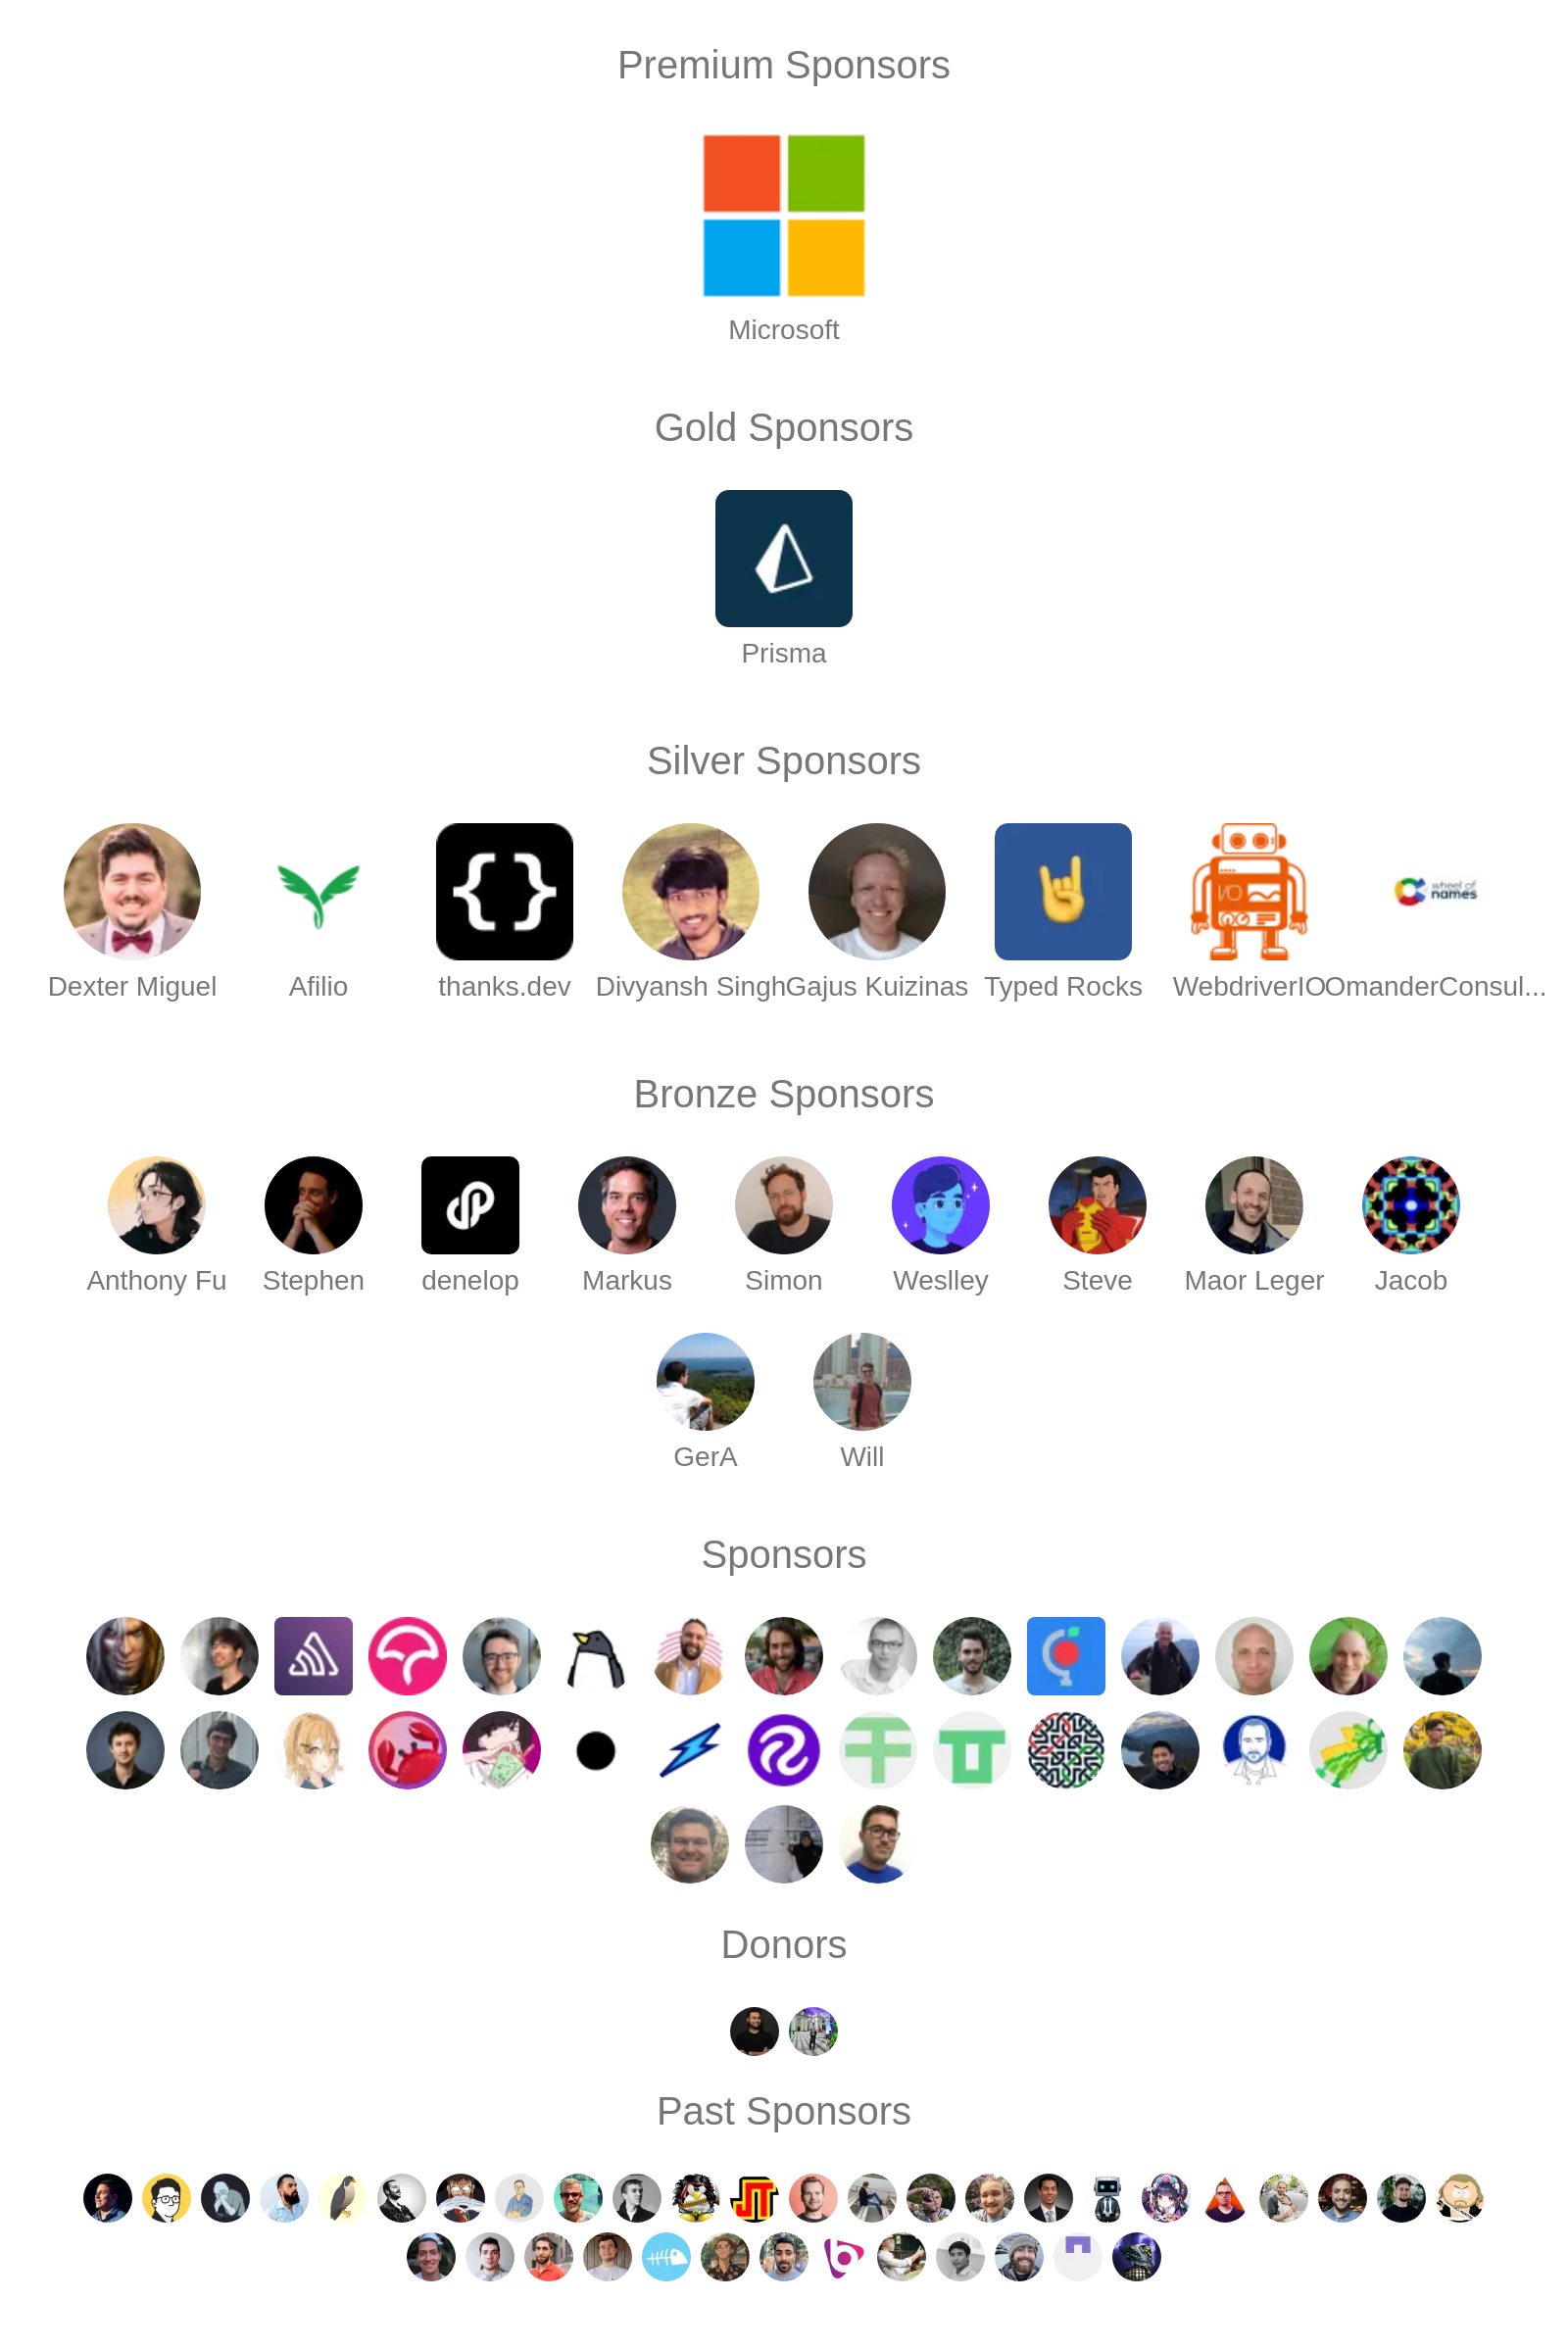 Premium Sponsors
Microsoft
Gold Sponsors
Prisma
Silver Sponsors
I/O
wheel of
names
Dexter Miguel Afilio thanks.dev Divyansh Singh Gajus Kuizinas Typed Rocks WebdriverIO OmanderConsul...
Bronze Sponsors
Anthony Fu Stephen denelop Markus Simon Weslley Steve Maor Leger Jacob
GerA Will
Sponsors
Donors
Past Sponsors
JT